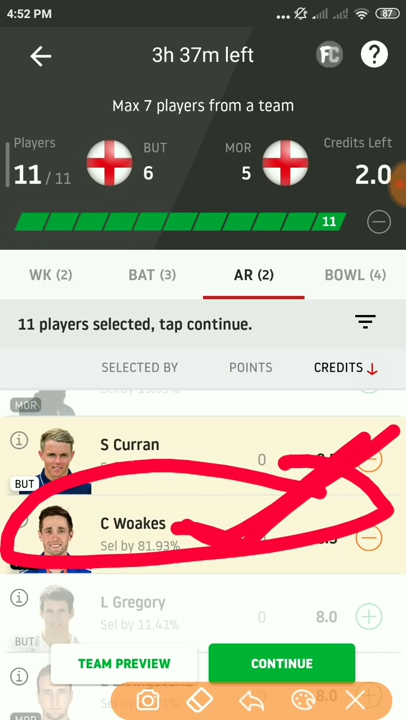 4:52 PM ... 87
3h 37m left FC ?
Max 7 players from a team
Players BUT MOR Credits Left
11 / 11 6 5 2.0
11
WK (2) BAT (3) AR (2) BOWL (4)
11 players selected, tap continue.
SELECTED BY POINTS CREDITS
MOR
S Curran
0
BUT
C Woakes
Sel by 81.93%
L Gregory
Sel by 11.41% 0 8.0
BUT
TEAM PREVIEW CONTINUE